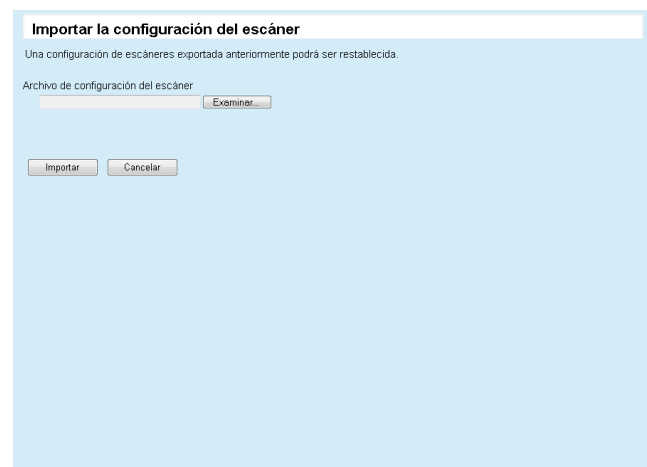 Importar la configuración del escáner
Una configuración de escáneres exportada anteriormente podrá ser restablecida.
Archivo de configuración del escáner
Examinar...
Importar Cancelar